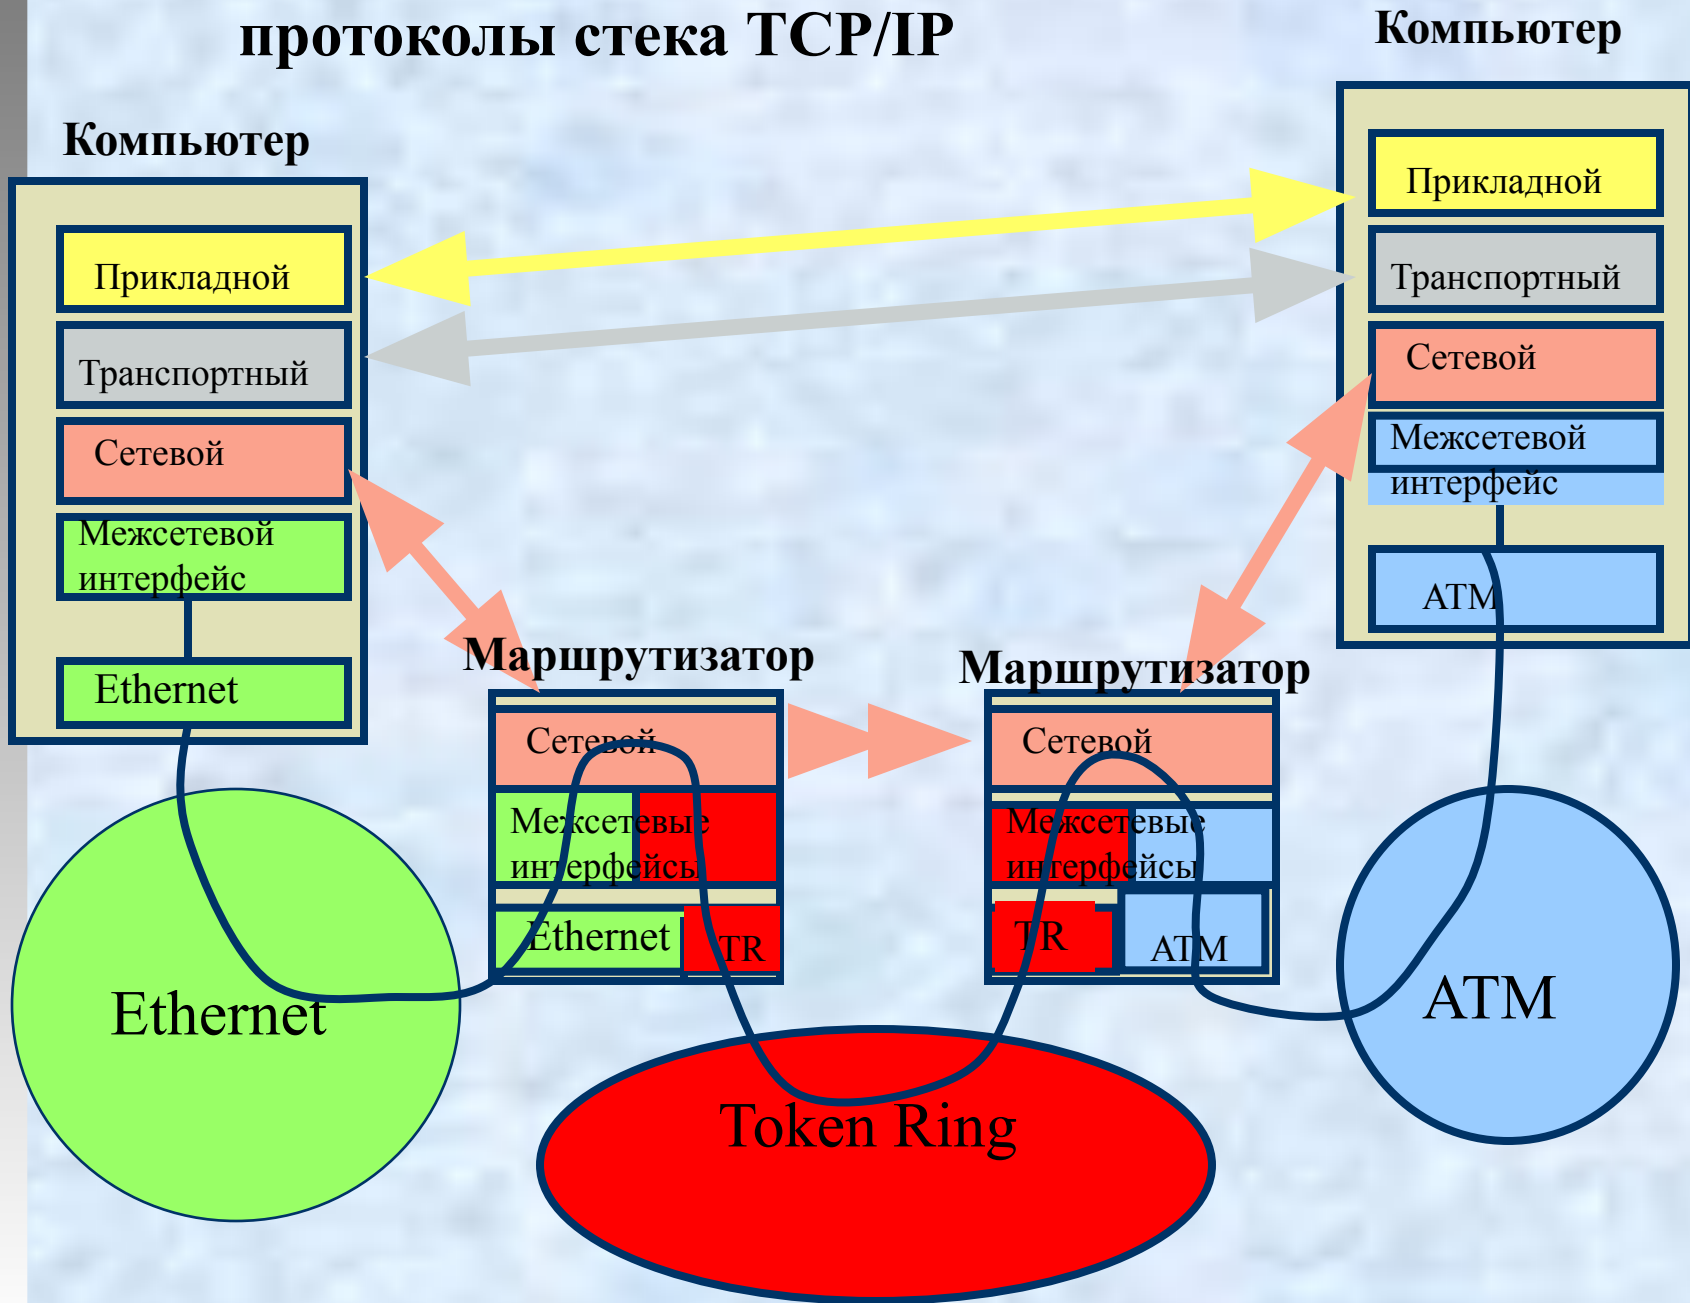 протоколы стека TCP/IP
Компьютер
Компьютер
Прикладной
Транспортный
Сетевой
Межсетевой
интерфейс
Ethernet
Прикладной
Транспортный
Сетевой
Межсетевой
интерфейс
ATM
Маршрутизатор
Сетевой
Межсетевые
интерфейсы
Ethernet
TR
Маршрутизатор
Сетевой
Межсетевые
интерфейсы
TR
ATM
Ethernet
Token Ring
ATM